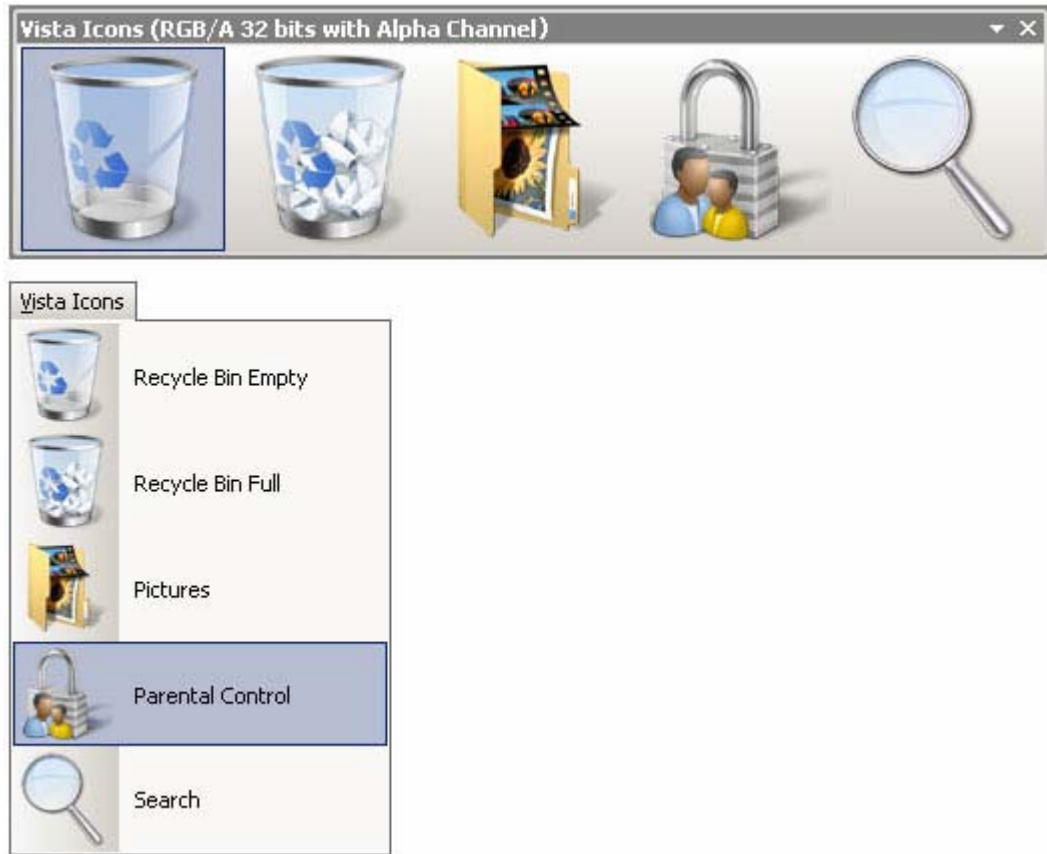 Vista Icons (RGB/A 32 bits with Alpha Channel)
Vista Icons
Recycle Bin Empty
Recycle Bin Full
Pictures
Parental Control
Search